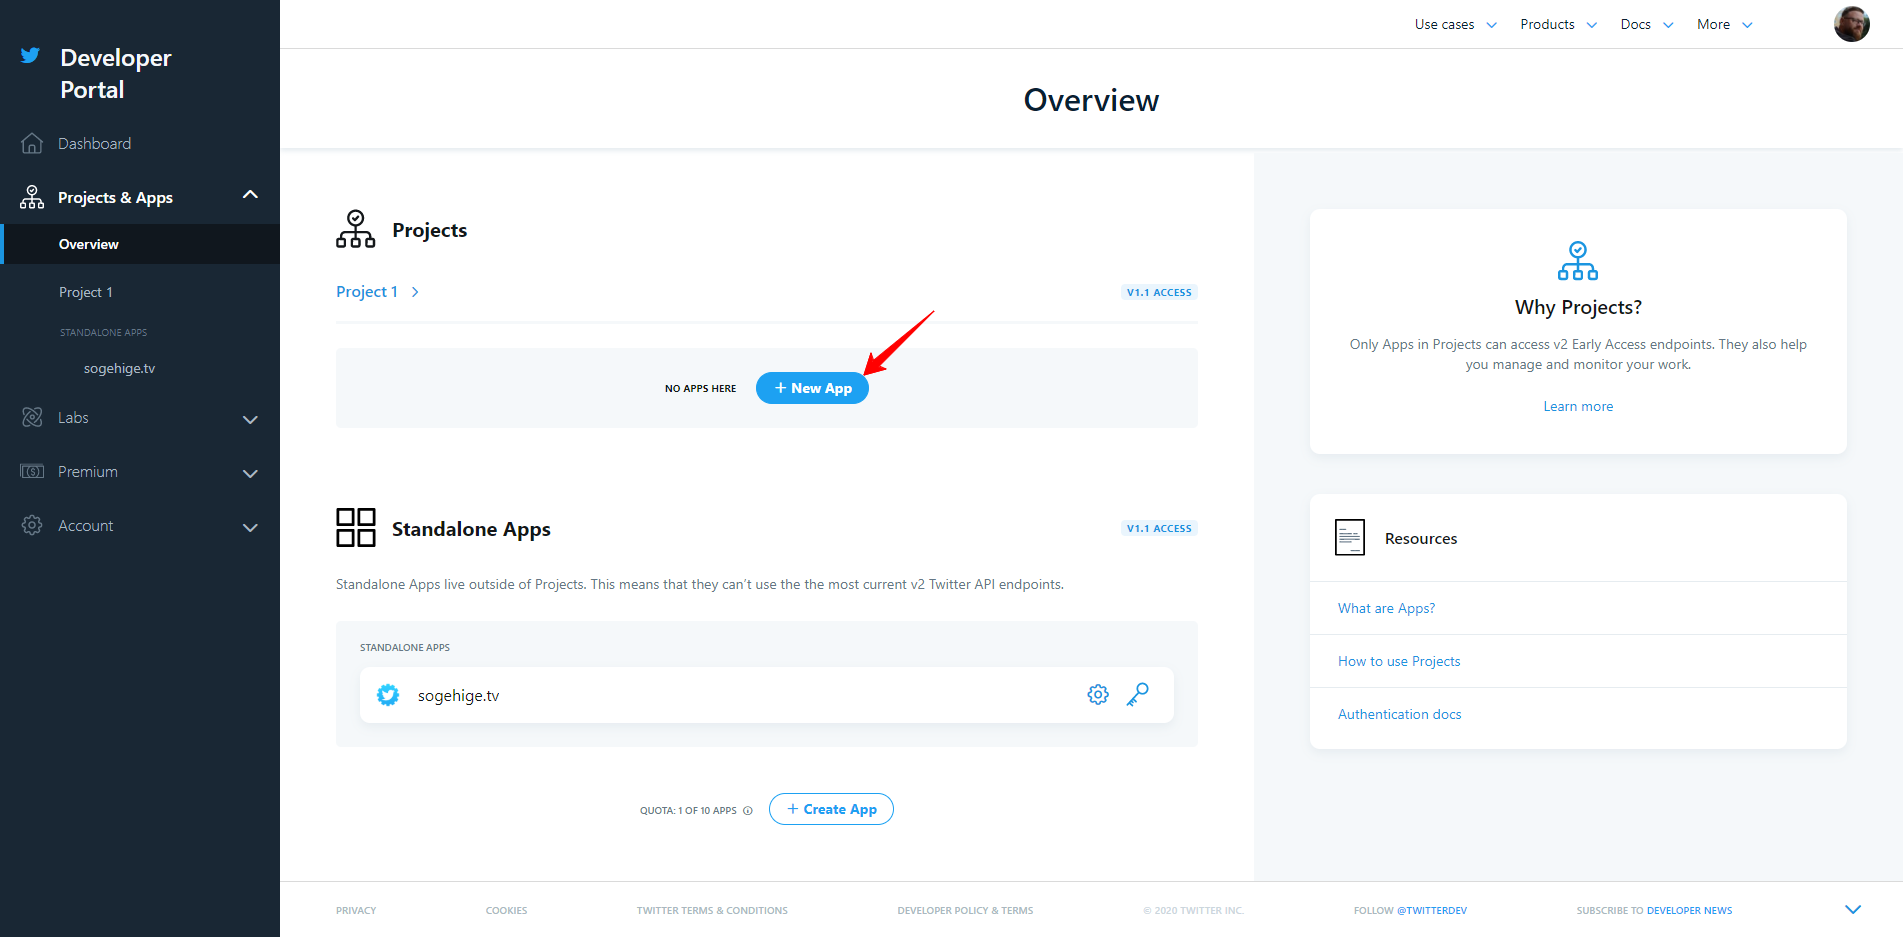 Developer
Portal
Dashboard
Projects & Apps
Overview
Project 1
STANDALONE APPS
sogehige.tv
Labs
Premium
Account
Use cases
Products
Docs
More
Overview
Projects
Project 1
V1.1 ACCESS
NO APPS HERE
+ New App
Standalone Apps
V1.1 ACCESS
Standalone Apps live outside of Projects. This means that they can't use the the most current v2 Twitter API endpoints.
STANDALONE APPS
sogehige.tv
QUOTA: 1 OF 10 APPS
+ Create App
Why Projects?
Only Apps in Projects can access v2 Early Access endpoints. They also help
you manage and monitor your work.
Learn more
Resources
What are Apps?
How to use Projects
Authentication docs
PRIVACY
COOKIES
TWITTER TERMS & CONDITIONS
DEVELOPER POLICY & TERMS
© 2020 TWITTER INC.
FOLLOW @TWITTERDEV
SUBSCRIBE TO DEVELOPER NEWS